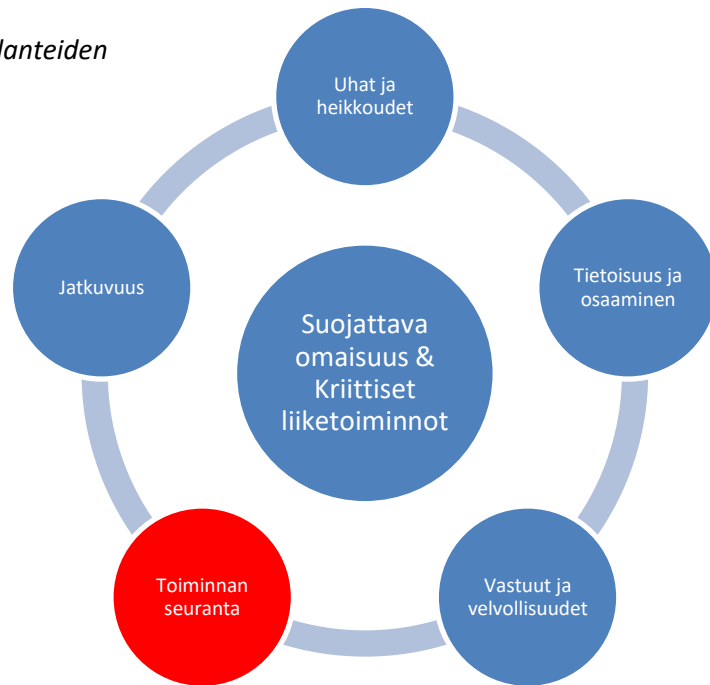 lanteiden
Uhat ja
heikkoudet
Jatkuvuus
Tietoisuus ja
osaaminen
Suojattava
omaisuus &
Kriittiset
liiketoiminnot
Toiminnan
seuranta
Vastuut ja
velvollisuudet